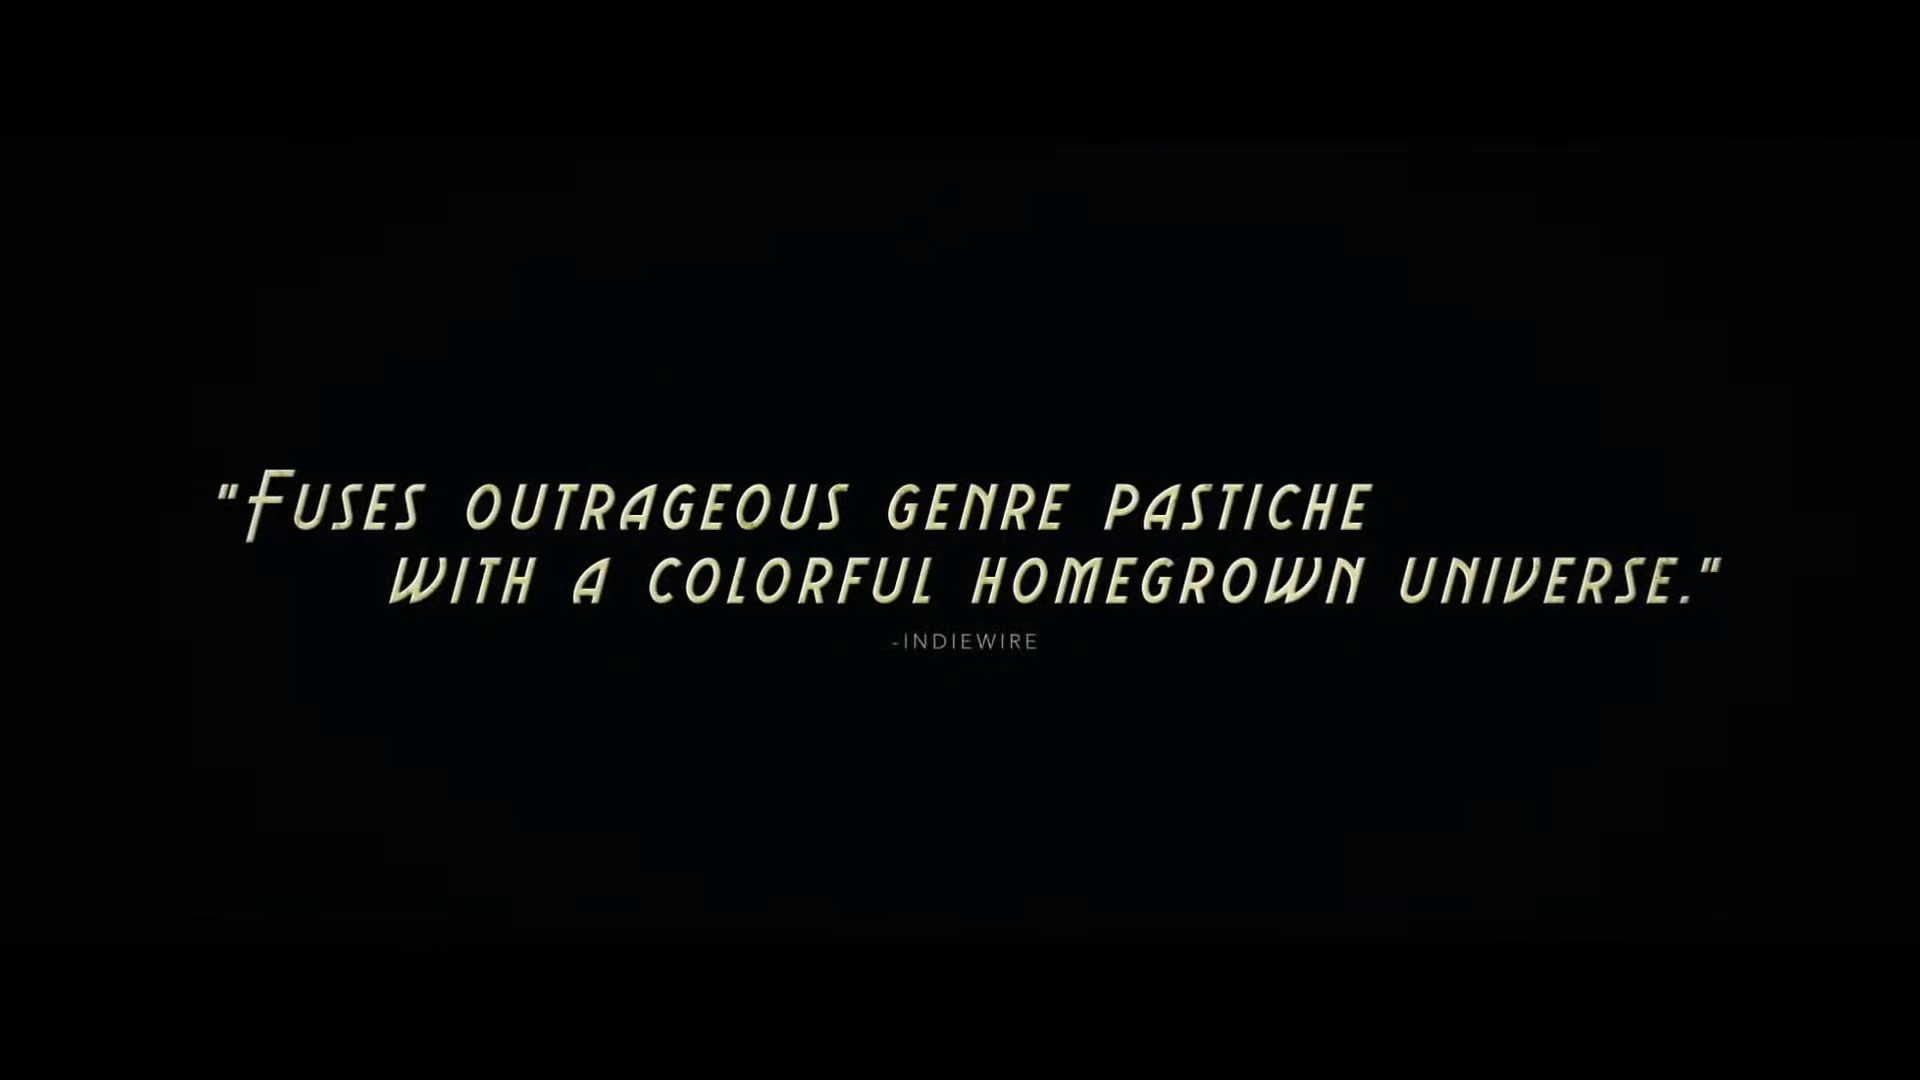 "Fuses outrageous genre pastiche
with a colorful homegrown universe."
-INDIEWIRE